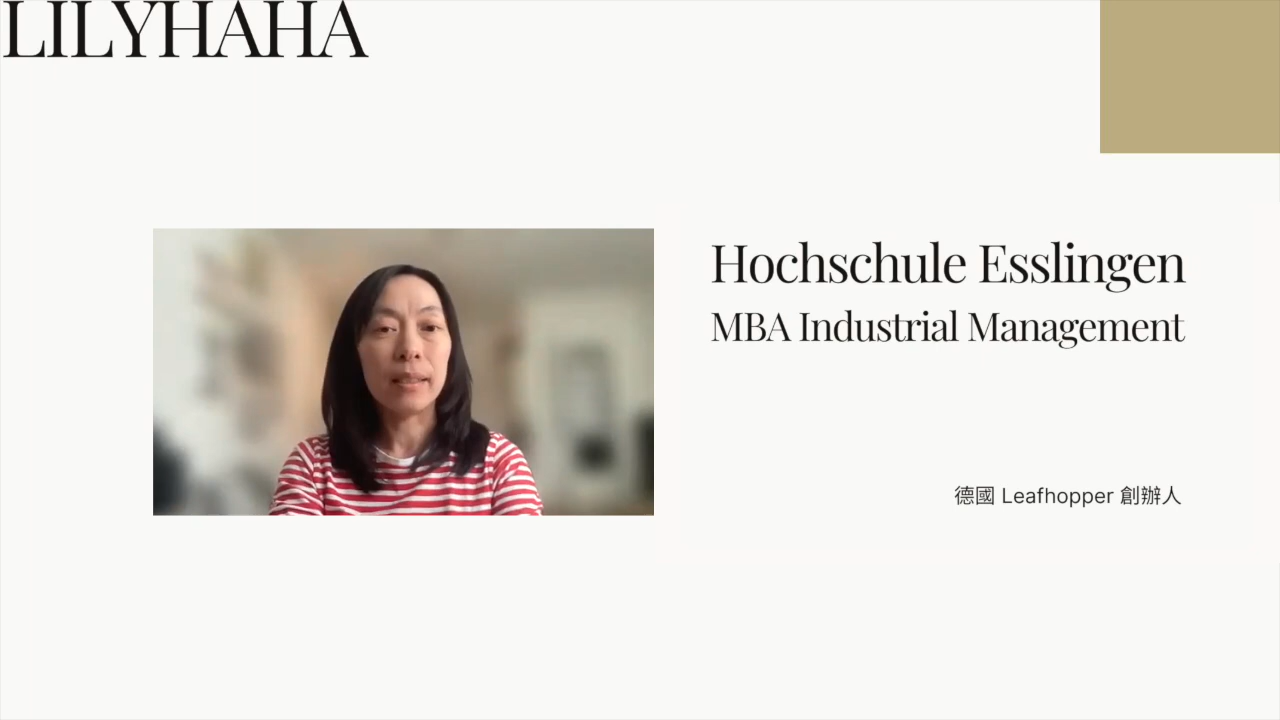 LILYHAHA
Hochschule Esslingen
MBA Industrial Management
德國 Leafhopper 創辦人